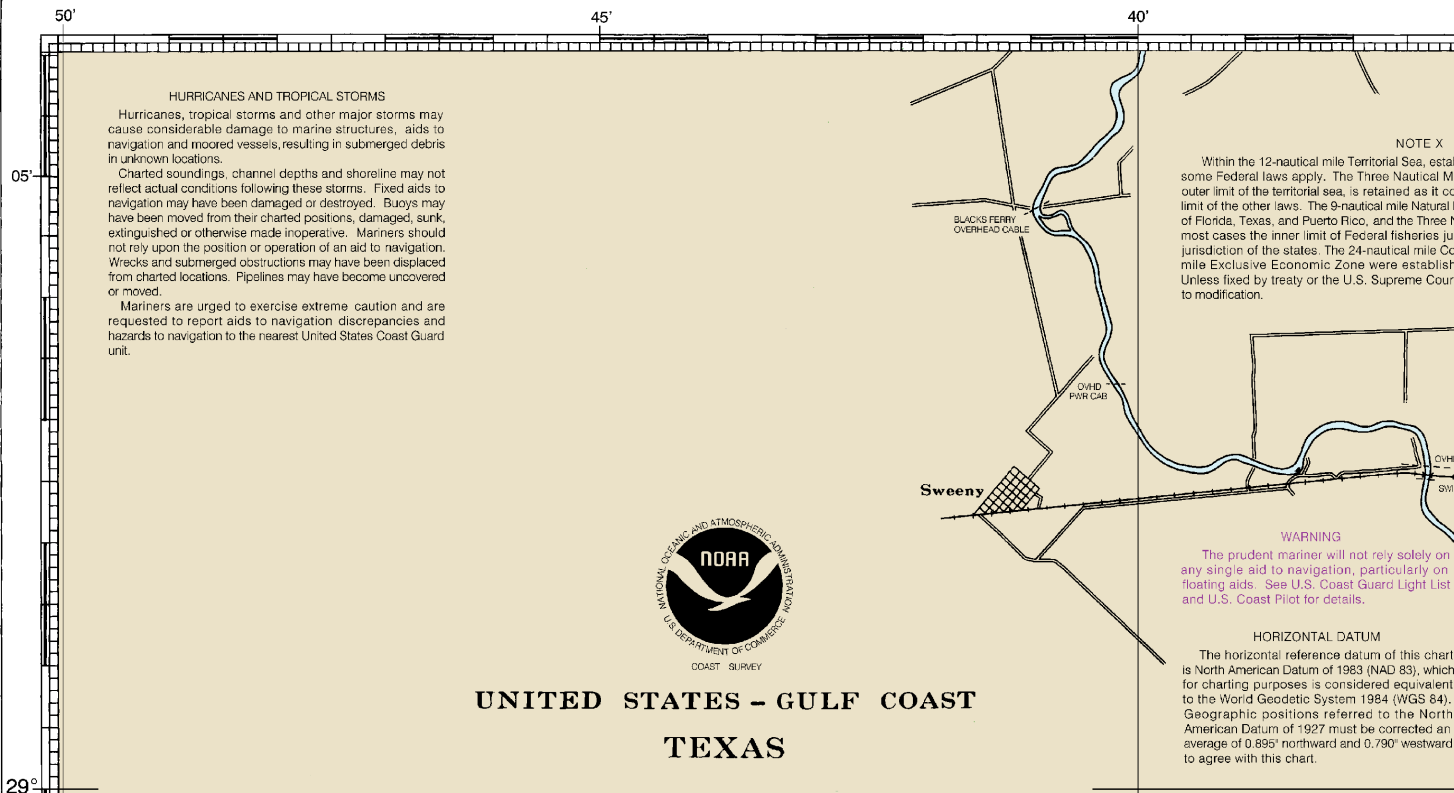 50'
45'
40'
HURRICANES AND TROPICAL STORMS
Hurricanes, tropical storms and other major storms may
cause considerable damage to marine structures, aids to
navigation and moored vessels, resulting in submerged debris
in unknown locations.
Charted soundings, channel depths and shoreline may not
reflect actual conditions following these storms. Fixed aids to
navigation may have been damaged or destroyed. Buoys may
have been moved from their charted positions, damaged, sunk,
extinguished or otherwise made inoperative. Mariners should
not rely upon the position or operation of an aid to navigation.
Wrecks and submerged obstructions may have been displaced
from charted locations. Pipelines may have become uncovered
or moved.
Mariners are urged to exercise extreme caution and are
requested to report aids to navigation discrepancies and
hazards to navigation to the nearest United States Coast Guard
unit.
05'
NOTE X
Within the 12-nautical mile Territorial Sea, estal
some Federal laws apply. The Three Nautical M
outer limit of the territorial sea, is retained as it co
limit of the other laws. The 9-nautical mile Natural
of Florida, Texas, and Puerto Rico, and the Three N
most cases the inner limit of Federal fisheries ju
jurisdiction of the states. The 24-nautical mile Co
mile Exclusive Economic Zone were establish
Unless fixed by treaty or the U.S. Supreme Cour
to modification.
BLACKS FERRY
OVERHEAD CABLE
OVHD
PWR CAB
OVH
SWI
Sweeny
NATIONAL OCEANIC AND ATMOSPHERIC ADMINISTRATION
NOAA
U.S. DEPARTMENT OF COMMERCE
COAST SURVEY
UNITED STATES – GULF COAST
TEXAS
WARNING
The prudent mariner will not rely solely on
any single aid to navigation, particularly on
floating aids. See U.S. Coast Guard Light List
and U.S. Coast Pilot for details.
HORIZONTAL DATUM
The horizontal reference datum of this chart
is North American Datum of 1983 (NAD 83), which
for charting purposes is considered equivalent
to the World Geodetic System 1984 (WGS 84).
Geographic positions referred to the North
American Datum of 1927 must be corrected an
average of 0.895" northward and 0.790" westward
to agree with this chart.
29°